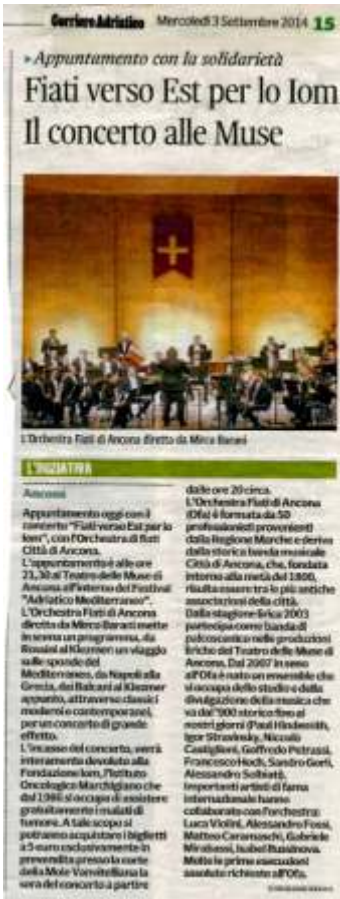 Corriere Adriatico Mercoledì 3 Settembre 2014 15
▸ Appuntamento con la solidarietà
Fiati verso Est per lo Iom
Il concerto alle Muse
L'Orchestra Fiati di Ancona diretta da Mirco Barani
L'INIZIATIVA
Ancona
Appuntamento oggi con il
concerto "Fiati verso Est per lo
Iom", con l'Orchestra di fiati
Città di Ancona.
L'appuntamento è alle ore
21,30 al Teatro delle Muse di
Ancona all'interno del Festival
"Adriatico Mediterraneo".
L'Orchestra Fiati di Ancona
diretta da Mirco Barani mette
in scena un programma, da
Rossini al Klezmer: un viaggio
sulle sponde del
Mediterraneo, da Napoli alla
Grecia, dai Balcani al Klezmer
appunto, attraverso classici
moderni e contemporanei,
per un concerto di grande
effetto.
L'incasso del concerto, verrà
interamente devoluto alla
Fondazione Iom, l'Istituto
Oncologico Marchigiano che
dal 1986 si occupa di assistere
gratuitamente i malati di
tumore. A tale scopo si
potranno acquistare i biglietti
a 5 euro esclusivamente in
prevendita presso la corte
della Mole Vanvitelliana la
sera del concerto a partire
dalle ore 20 circa.
L'Orchestra Fiati di Ancona
(Ofa) è formata da 50
professionisti provenienti
dalla Regione Marche e deriva
dalla storica banda musicale
Città di Ancona, che, fondata
intorno alla metà del 1800,
risulta essere tra le più antiche
associazioni della città.
Dalla stagione lirica 2003
partecipa come banda di
palcoscenico nelle produzioni
liriche del Teatro delle Muse di
Ancona. Dal 2007 in seno
all'Ofa è nato un ensemble che
si occupa dello studio e della
divulgazione della musica che
va dal '900 storico fino ai
nostri giorni (Paul Hindemith,
Igor Stravinsky, Niccolò
Castiglioni, Goffredo Petrassi,
Francesco Hoch, Sandro Gorli,
Alessandro Solbiati).
Importanti artisti di fama
internazionale hanno
collaborato con l'orchestra:
Luca Violini, Alessandro Fossi,
Matteo Caramaschi, Gabriele
Mirabassi, Isabel Russinova.
Molte le prime esecuzioni
assolute richieste all'Ofa.